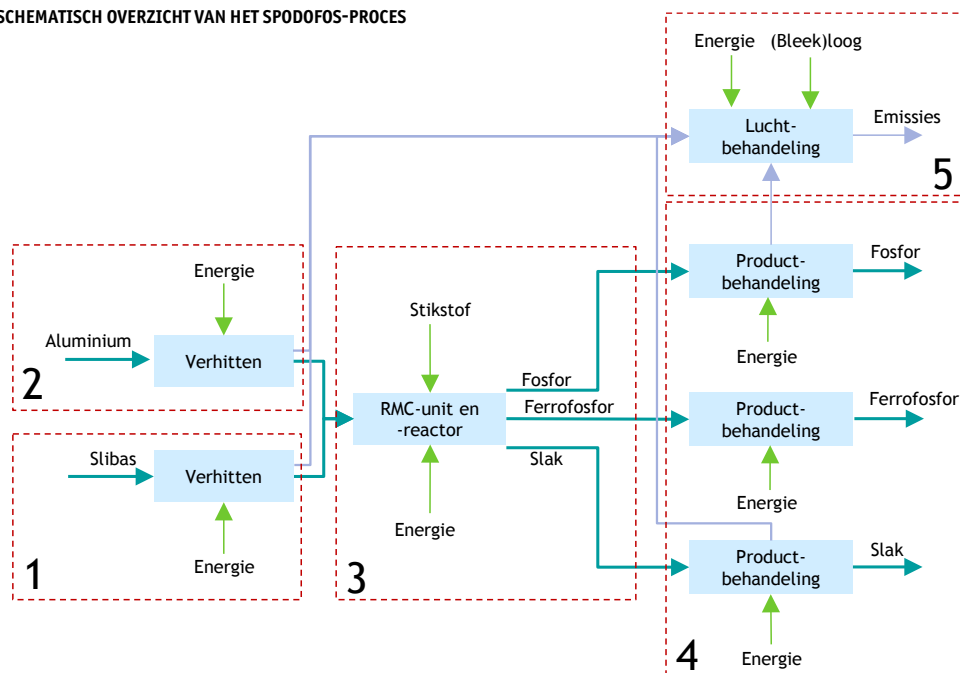 SCHEMATISCH OVERZICHT VAN HET SPODOFOS-PROCES
Energie
(Bleek)loog
Lucht-
behandeling
Emissies
5
Energie
Aluminium
Verhitten
2
Slibas
Verhitten
Energie
1
Stikstof
RMC-unit en
-reactor
Energie
Fosfor
Ferrofosfor
Slak
3
Product-
behandeling
Fosfor
Energie
Product-
behandeling
Ferrofosfor
Energie
Product-
behandeling
Slak
Energie
4